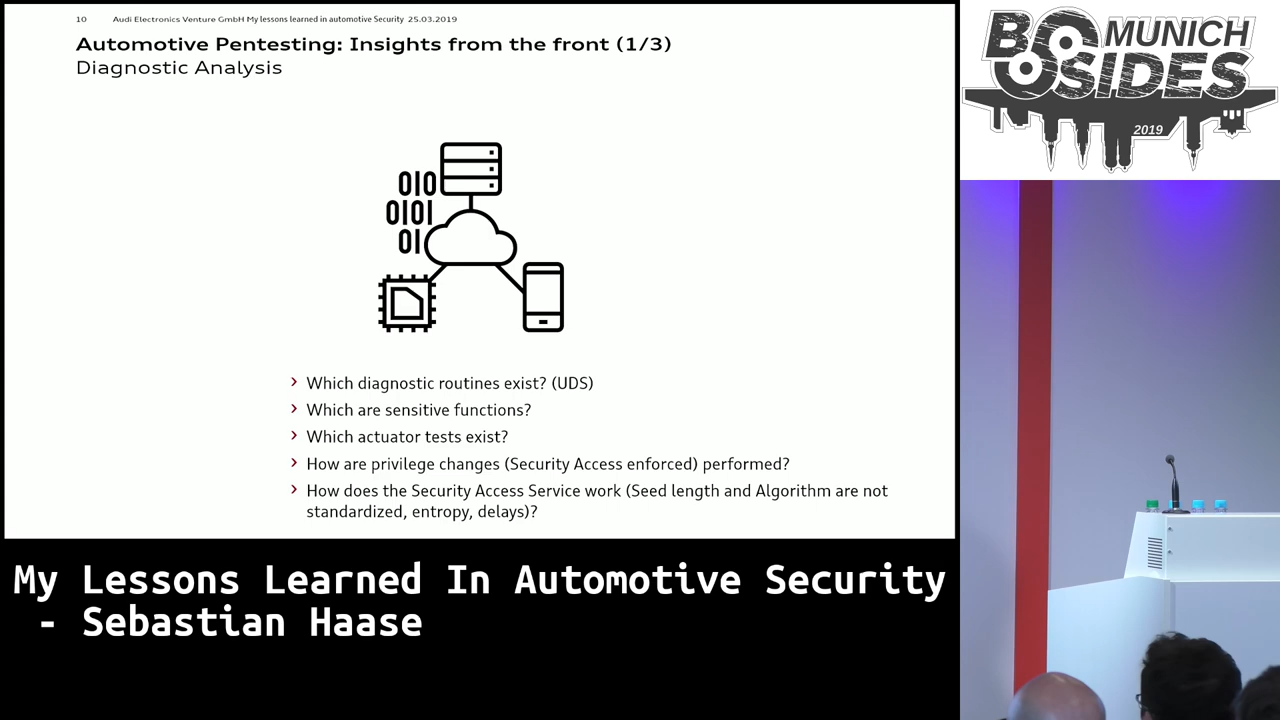 10 Audi Electronics Venture GmbH My lessons learned in automotive Security 25.03.2019
Automotive Pentesting: Insights from the front (1/3)
Diagnostic Analysis
010
0101
01
› Which diagnostic routines exist? (UDS)
› Which are sensitive functions?
› Which actuator tests exist?
› How are privilege changes (Security Access enforced) performed?
› How does the Security Access Service work (Seed length and Algorithm are not
standardized, entropy, delays)?
My Lessons Learned In Automotive Security
- Sebastian Haase
BSIDES MUNICH
2019